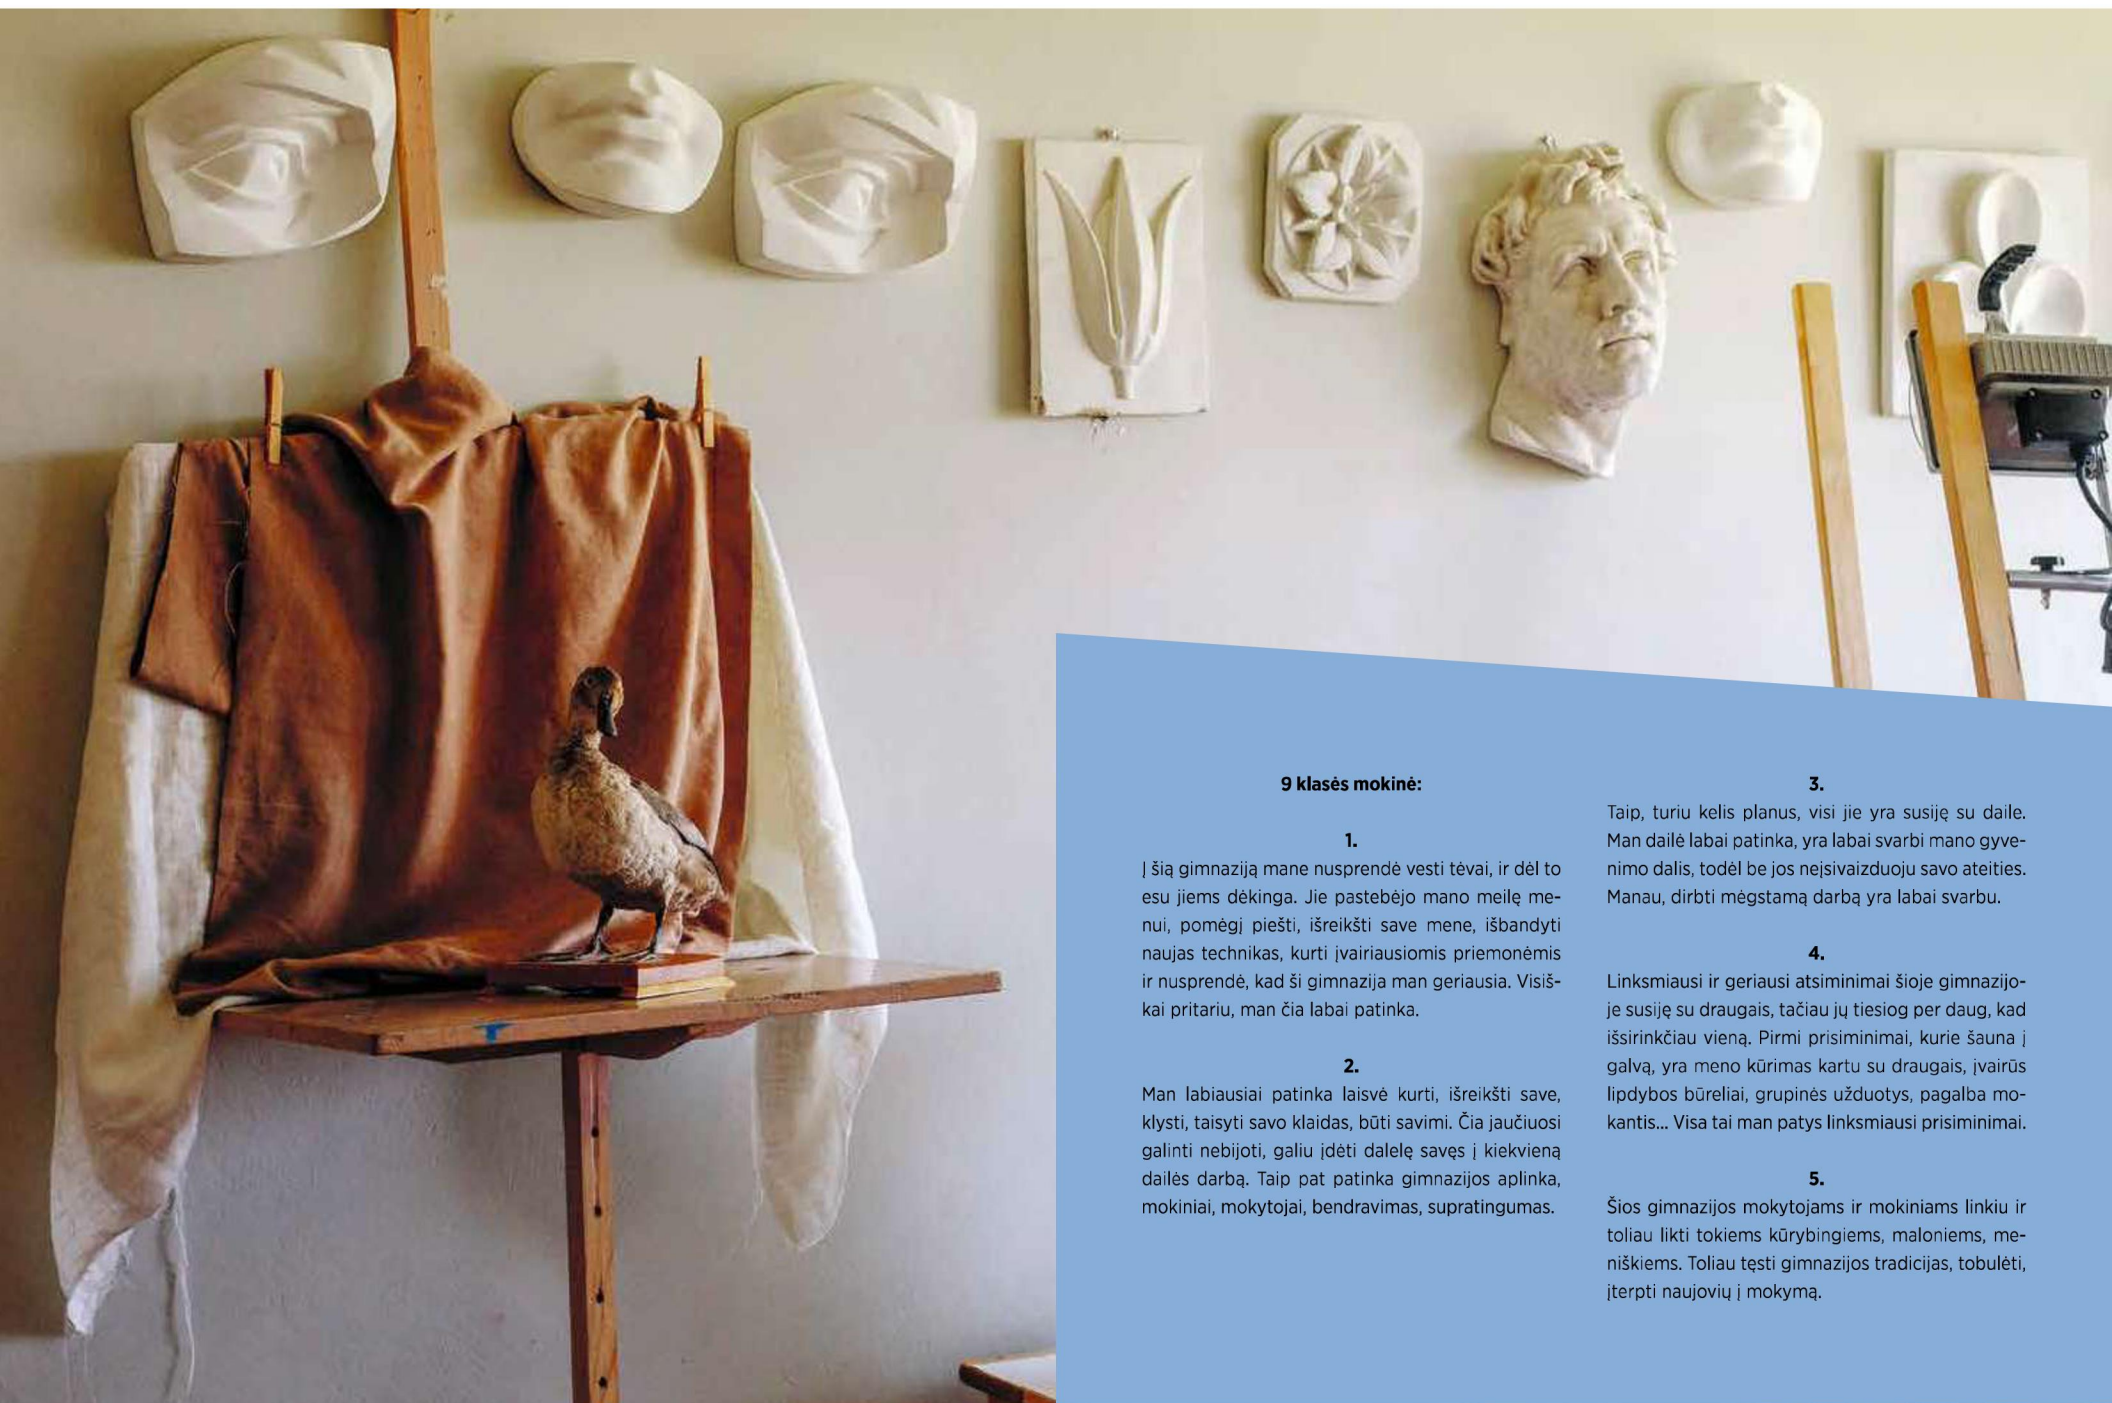 9 klasės mokinė:
1.
Į šią gimnaziją mane nusprendė vesti tėvai, ir dėl to
esu jiems dėkinga. Jie pastebėjo mano meilę me-
nui, pomėgį piešti, išreikšti save mene, išbandyti
naujas technikas, kurti įvairiausiomis priemonėmis
ir nusprendė, kad ši gimnazija man geriausia. Visiš-
kai pritariu, man čia labai patinka.
2.
Man labiausiai patinka laisvė kurti, išreikšti save,
klysti, taisyti savo klaidas, būti savimi. Čia jaučiuosi
galinti nebijoti, galiu įdėti dalelę savęs į kiekvieną
dailės darbą. Taip pat patinka gimnazijos aplinka,
mokiniai, mokytojai, bendravimas, supratingumas.
3.
Taip, turiu kelis planus, visi jie yra susiję su daile.
Man dailė labai patinka, yra labai svarbi mano gyve-
nimo dalis, todėl be jos neįsivaizduoju savo ateities.
Manau, dirbti mėgstamą darbą yra labai svarbu.
4.
Linksmiausi ir geriausi atsiminimai šioje gimnazijo-
je susiję su draugais, tačiau jų tiesiog per daug, kad
išsirinkčiau vieną. Pirmi prisiminimai, kurie šauna į
galvą, yra meno kūrimas kartu su draugais, įvairūs
lipdybos būreliai, grupinės užduotys, pagalba mo-
kantis... Visa tai man patys linksmiausi prisiminimai.
5.
Šios gimnazijos mokytojams ir mokiniams linkiu ir
toliau likti tokiems kūrybingiems, maloniems, me-
niškiems. Toliau tęsti gimnazijos tradicijas, tobulėti,
įterpti naujovių į mokymą.